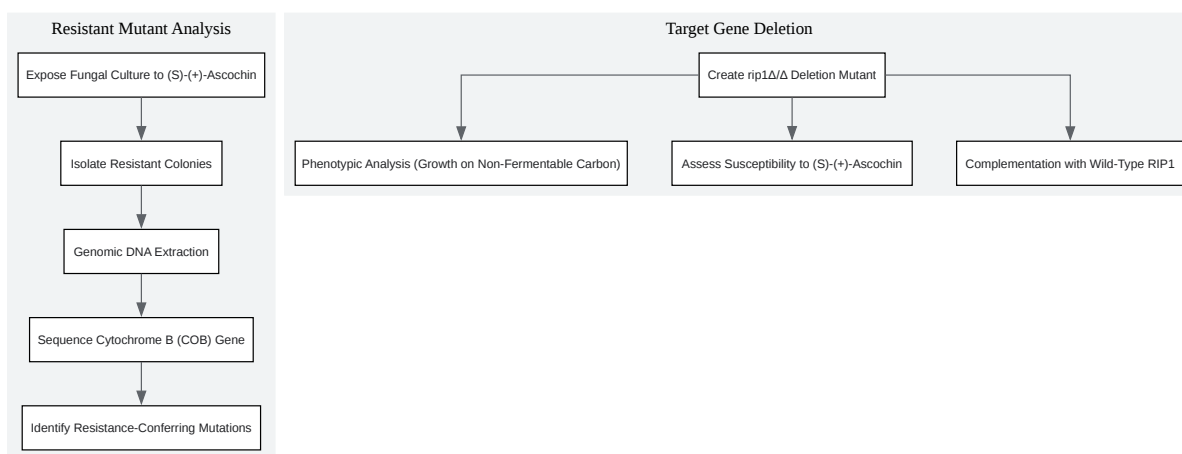 Resistant Mutant Analysis
Expose Fungal Culture to (S)-(+)-Ascochin
Isolate Resistant Colonies
Genomic DNA Extraction
Sequence Cytochrome B (COB) Gene
Identify Resistance-Conferring Mutations
Target Gene Deletion
Create rip1Δ/Δ Deletion Mutant
Phenotypic Analysis (Growth on Non-Fermentable Carbon)
Assess Susceptibility to (S)-(+)-Ascochin
Complementation with Wild-Type RIP1